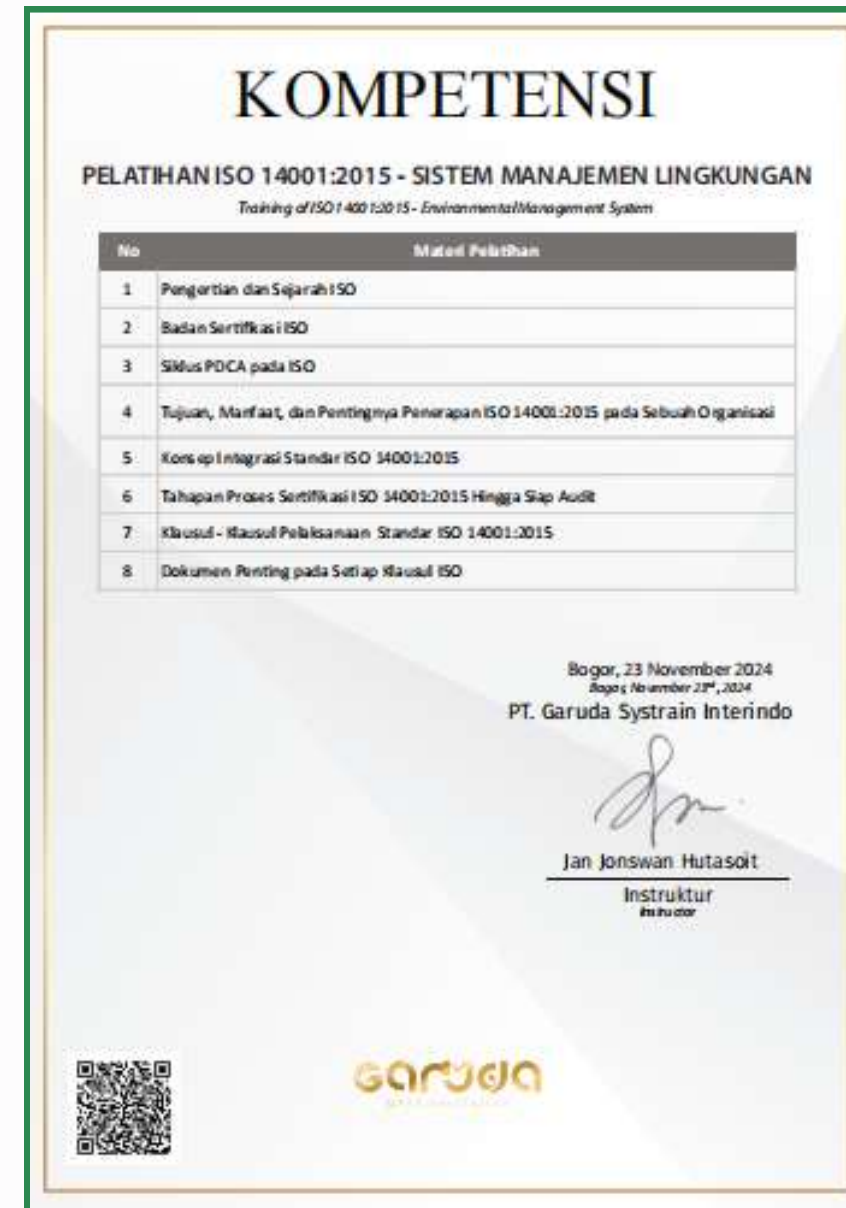 KOMPETENSI
PELATIHAN ISO 14001:2015 - SISTEM MANAJEMEN LINGKUNGAN
Training of ISO 14001:2015 - Environmental Management System
No Materi Pelatihan
1 Pengertian dan Sejarah ISO
2 Badan Sertifikasi ISO
3 Siklus PDCA pada ISO
4 Tujuan, Manfaat, dan Pentingnya Penerapan ISO 14001:2015 pada Sebuah Organisasi
5 Konsep Integrasi Standar ISO 14001:2015
6 Tahapan Proses Sertifikasi ISO 14001:2015 Hingga Siap Audit
7 Klausul - Klausul Pelaksanaan Standar ISO 14001:2015
8 Dokumen Penting pada Setiap Klausul ISO
Bogor, 23 November 2024
Bogor, November 23rd, 2024
PT. Garuda Systrain Interindo
Jan Jonswan Hutasoit
Instruktur
Instructor
Garuda